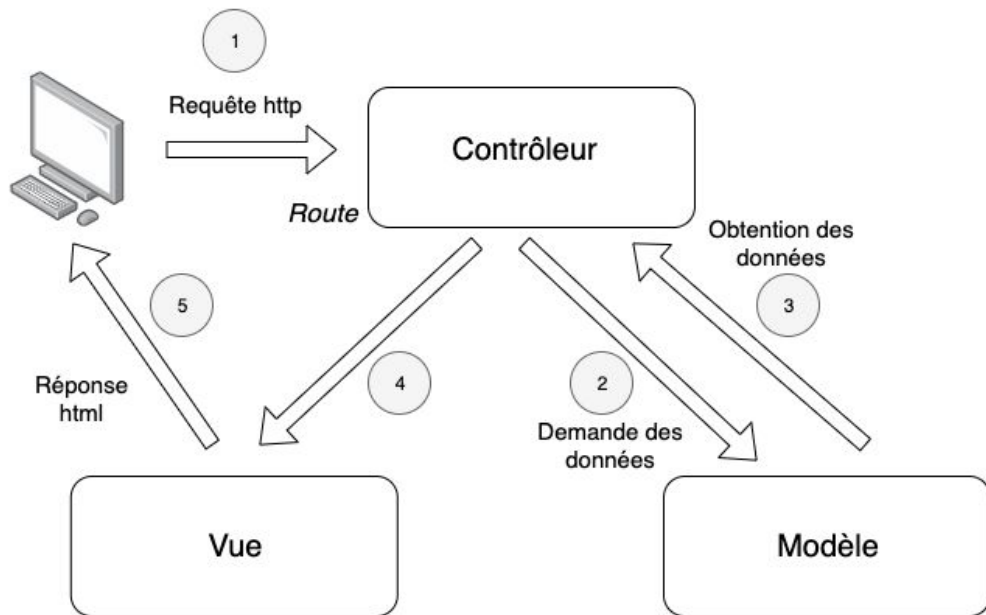 1
Requête http
Contrôleur
Route
Obtention des
données
3
5
4
2
Réponse
html
Demande des
données
Vue
Modèle